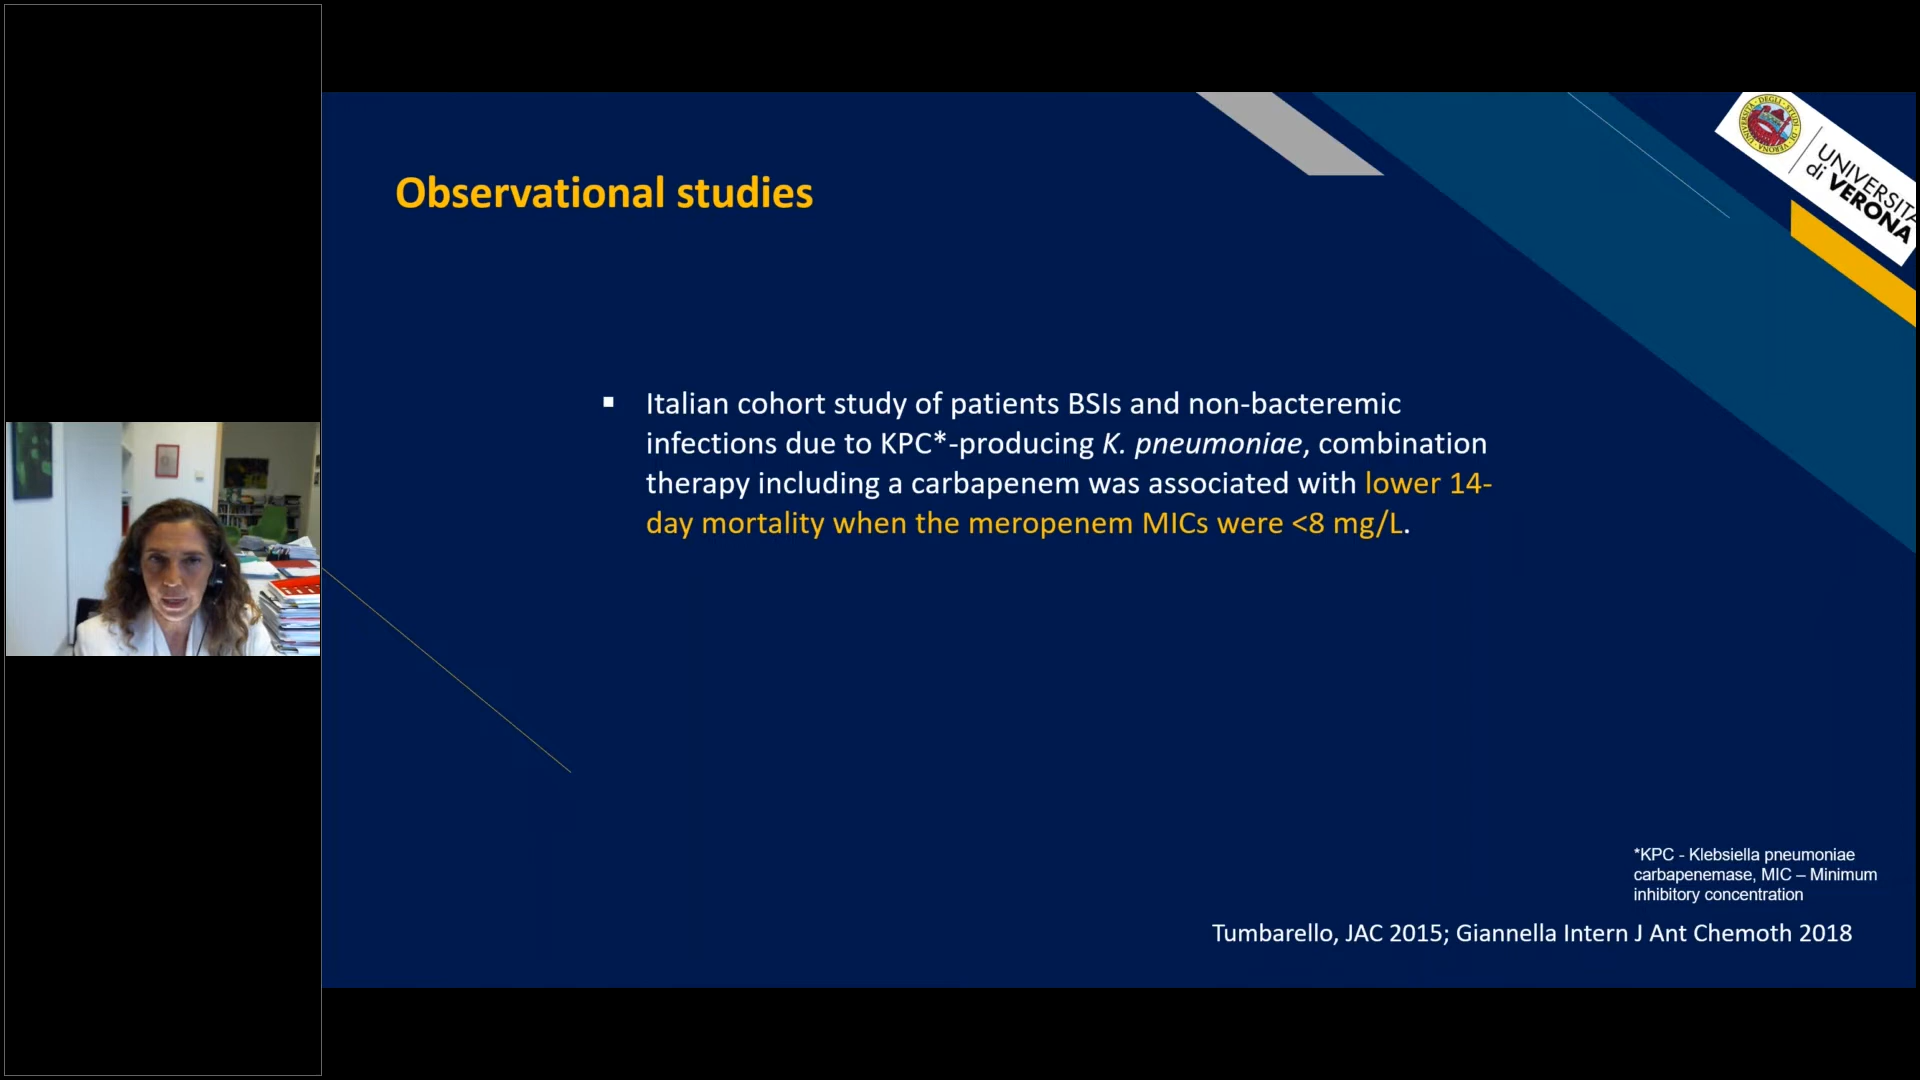 Observational studies
▪ Italian cohort study of patients BSIs and non-bacteremic
infections due to KPC*-producing K. pneumoniae, combination
therapy including a carbapenem was associated with lower 14-
day mortality when the meropenem MICs were <8 mg/L.
*KPC - Klebsiella pneumoniae
carbapenemase, MIC – Minimum
inhibitory concentration
Tumbarello, JAC 2015; Giannella Intern J Ant Chemoth 2018
UNIVERSITÀ
di VERONA